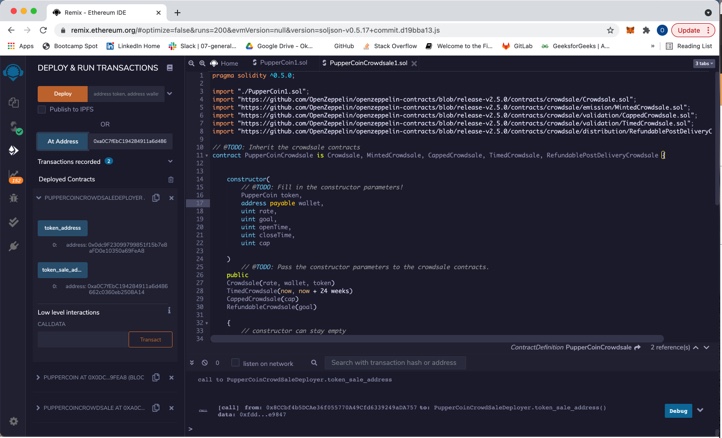 Remix - Ethereum IDE
remix.ethereum.org/#optimize=false&runs=200&evmVersion=null&version=soljson-v0.5.17+commit.d19bba13.js
Update
Apps
Bootcamp Spot
LinkedIn Home
Slack | 07-general...
Google Drive - Ok...
GitHub
Stack Overflow
Welcome to the Fi...
GitLab
GeeksforGeeks | A...
»
Reading List
DEPLOY & RUN TRANSACTIONS
Deploy
address token, address walle
Publish to IPFS
OR
At Address
0xa0C7fEbC194284911a6d486
Transactions recorded 2
Deployed Contracts
PUPPERCOINCROWDSALEDEPLOYER
token_address
token_sale_ad...
Low level interactions
CALLDATA
Transact
Home
PupperCoin1.sol
PupperCoinCrowdsale1.sol
3 tabs
1 pragma solidity ^0.5.0;
2
3 import "./PupperCoin1.sol";
4 import "https://github.com/OpenZeppelin/openzeppelin-contracts/blob/release-v2.5.0/contracts/crowdsale/Crowdsale.sol";
5 import "https://github.com/OpenZeppelin/openzeppelin-contracts/blob/release-v2.5.0/contracts/crowdsale/emission/MintedCrowdsale.sol";
6 import "https://github.com/OpenZeppelin/openzeppelin-contracts/blob/release-v2.5.0/contracts/crowdsale/validation/CappedCrowdsale.sol";
7 import "https://github.com/OpenZeppelin/openzeppelin-contracts/blob/release-v2.5.0/contracts/crowdsale/validation/TimedCrowdsale.sol";
8 import "https://github.com/OpenZeppelin/openzeppelin-contracts/blob/release-v2.5.0/contracts/crowdsale/distribution/RefundablePostDeliveryC
9
10 // #TODO: Inherit the crowdsale contracts
11 contract PupperCoinCrowdsale is Crowdsale, MintedCrowdsale, CappedCrowdsale, TimedCrowdsale, RefundablePostDeliveryCrowdsale {
12
13
14 constructor(
15 // #TODO: Fill in the constructor parameters!
16 PupperCoin token,
17 address payable wallet,
18 uint rate,
19 uint goal,
20 uint openTime,
21 uint closeTime,
22 uint cap
23
24 )
25 // #TODO: Pass the constructor parameters to the crowdsale contracts.
26 public
27 Crowdsale(rate, wallet, token)
28 TimedCrowdsale(now, now + 24 weeks)
29 CappedCrowdsale(cap)
30 RefundableCrowdsale(goal)
31
32 {
33 // constructor can stay empty
34
ContractDefinition PupperCoinCrowdsale
2 reference(s)
0
listen on network
Search with transaction hash or address
call to PupperCoinCrowdSaleDeployer.token_sale_address
[call] from: 0x8CCbf4b5DCAe36f055770A49Cfd6339249aDA757 to: PupperCoinCrowdSaleDeployer.token_sale_address()
data: 0xfdd...e9847
Debug
>
PUPPERCOIN AT 0X0DC...9FEA8 (BLOC
PUPPERCOINCROWDSALE AT 0XA0C...